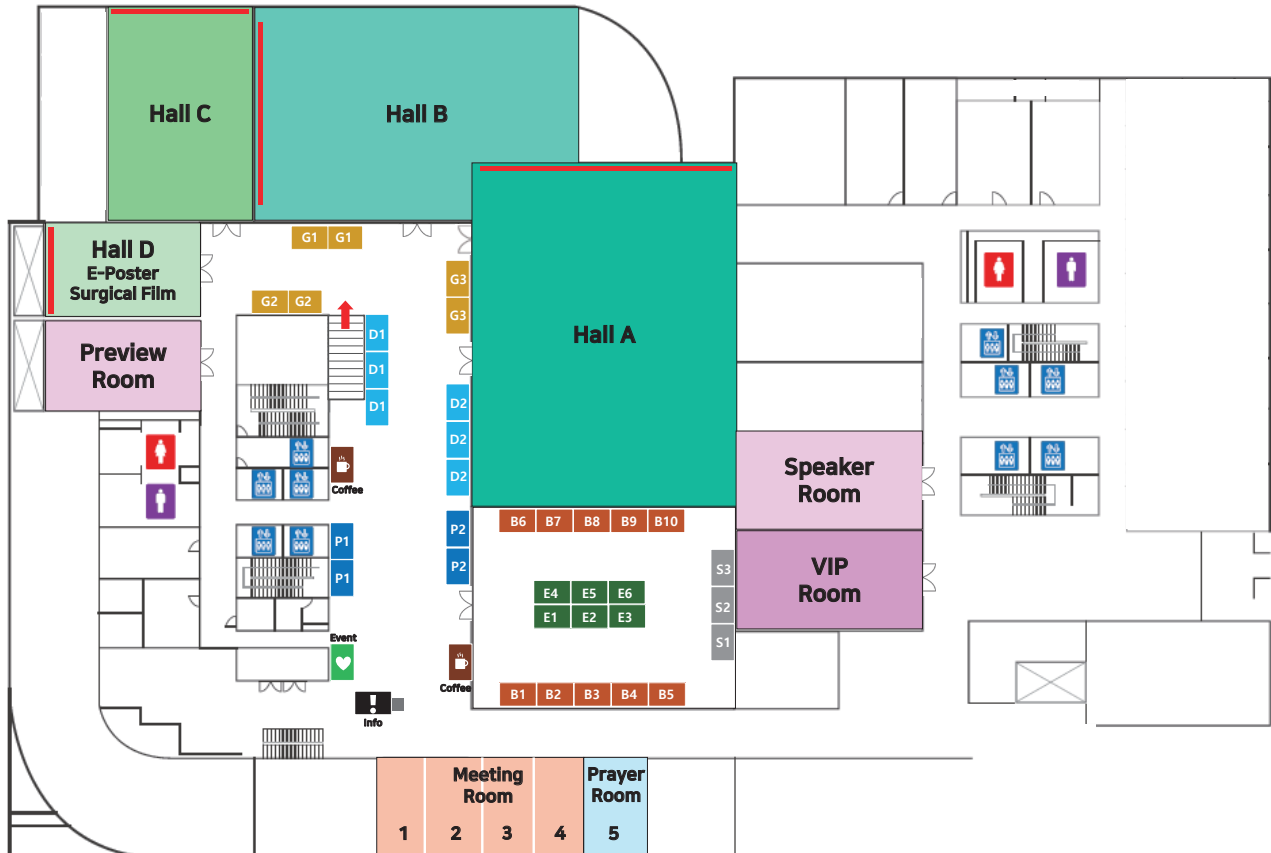 Hall C
Hall B
Hall D
E-Poster
Surgical Film
G1 G1
G2 G2
G3
G3
Hall A
Preview
Room
D1
D1
D1
D2
D2
D2
Coffee
Speaker
Room
P1
P1
P2
P2
B6 B7 B8 B9 B10
E4 E5 E6
E1 E2 E3
S3
S2
S1
VIP
Room
Event
Coffee
B1 B2 B3 B4 B5
!
Info
Meeting
Room
1 2 3 4
Prayer
Room
5